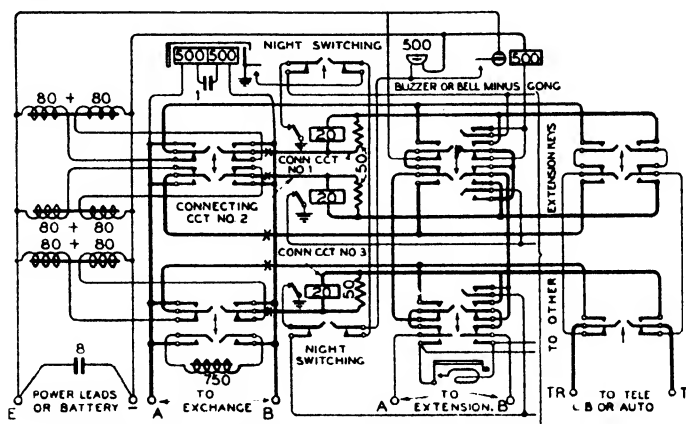 NIGHT SWITCHING
500
500 500
500
1
BUZZER OR BELL MINUS GONG
80 + 80
20
CONN CCT
NO. 1
50
20
CONNECTING
CCT NO. 2
80 80
80 + 80
CONN CCT NO 3
20
50
EXTENSION KEYS
TO OTHER
NIGHT
SWITCHING
750
8
E POWER LEADS
OR BATTERY
A TO B
EXCHANGE
A TO B
EXTENSION.
TR TO TELE T
C.B OR AUTO